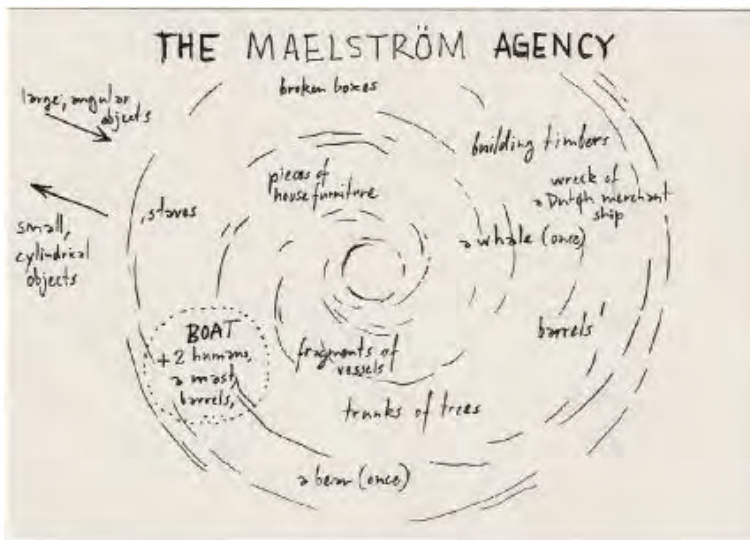 THE MAELSTRÖM AGENCY
large, angular
objects
broken boxes
building timbers
pieces of
house furniture
wreck of
a Dutch merchant
ship
staves
small,
cylindrical
objects
a whale (once)
BOAT
+2 humans,
a mast,
barrels,
fragments of
vessels
barrels
trunks of trees
a bear (once)